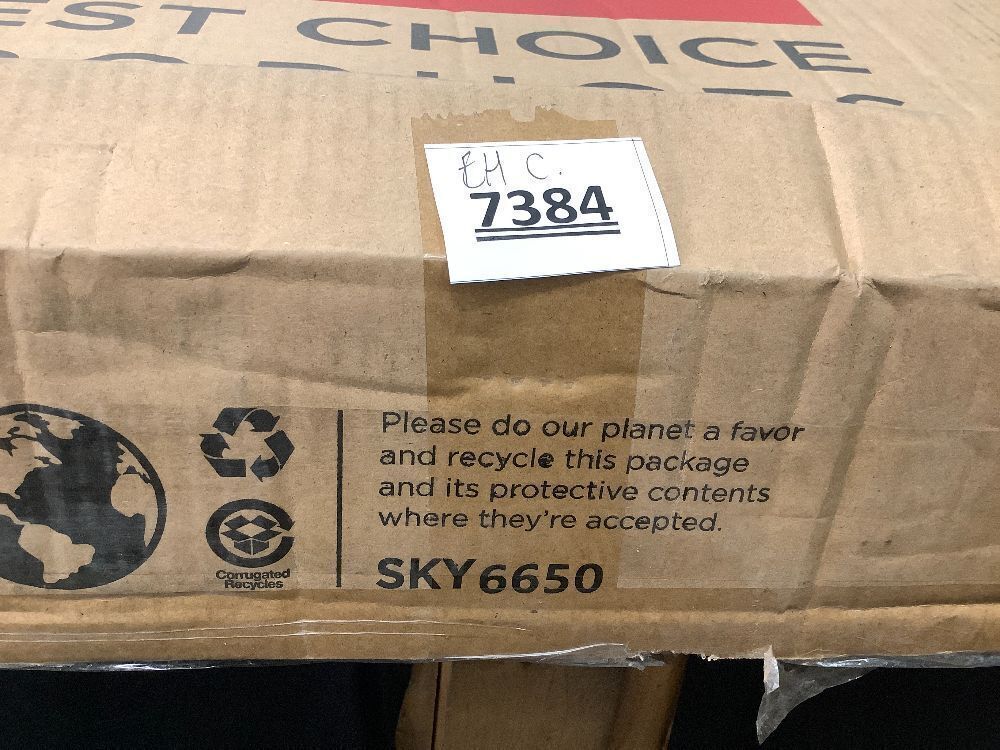 EST CHOICE
7384
Please do our planet a favor
and recycle this package
and its protective contents
where they're accepted.
SKY6650
Corrugated
Recycles